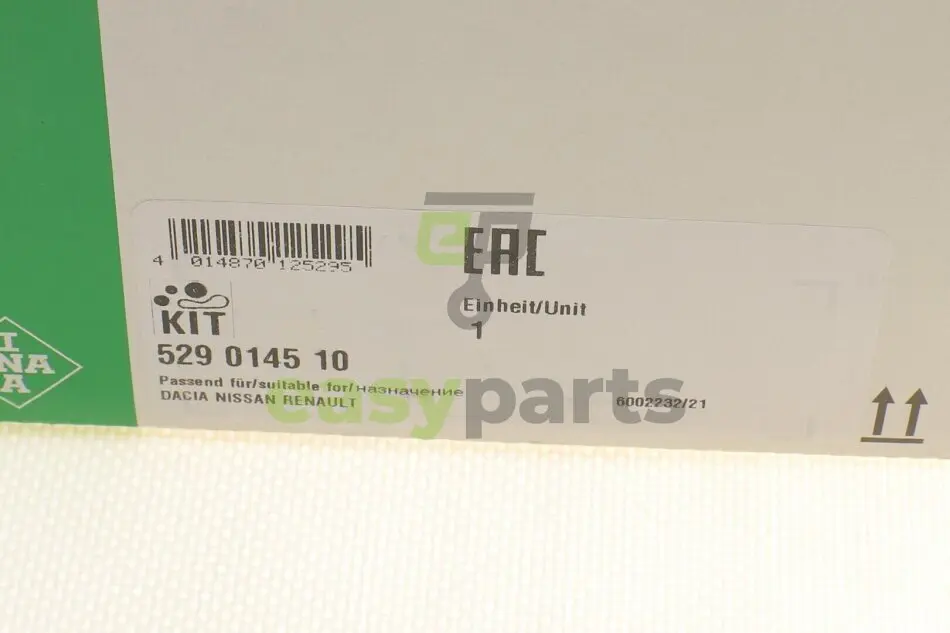 EAC
4 014870 125295
Einheit/Unit
1
KIT
529 0145 10
Passend für/suitable for/назначение
DACIA NISSAN RENAULT
6002232/21
easyparts